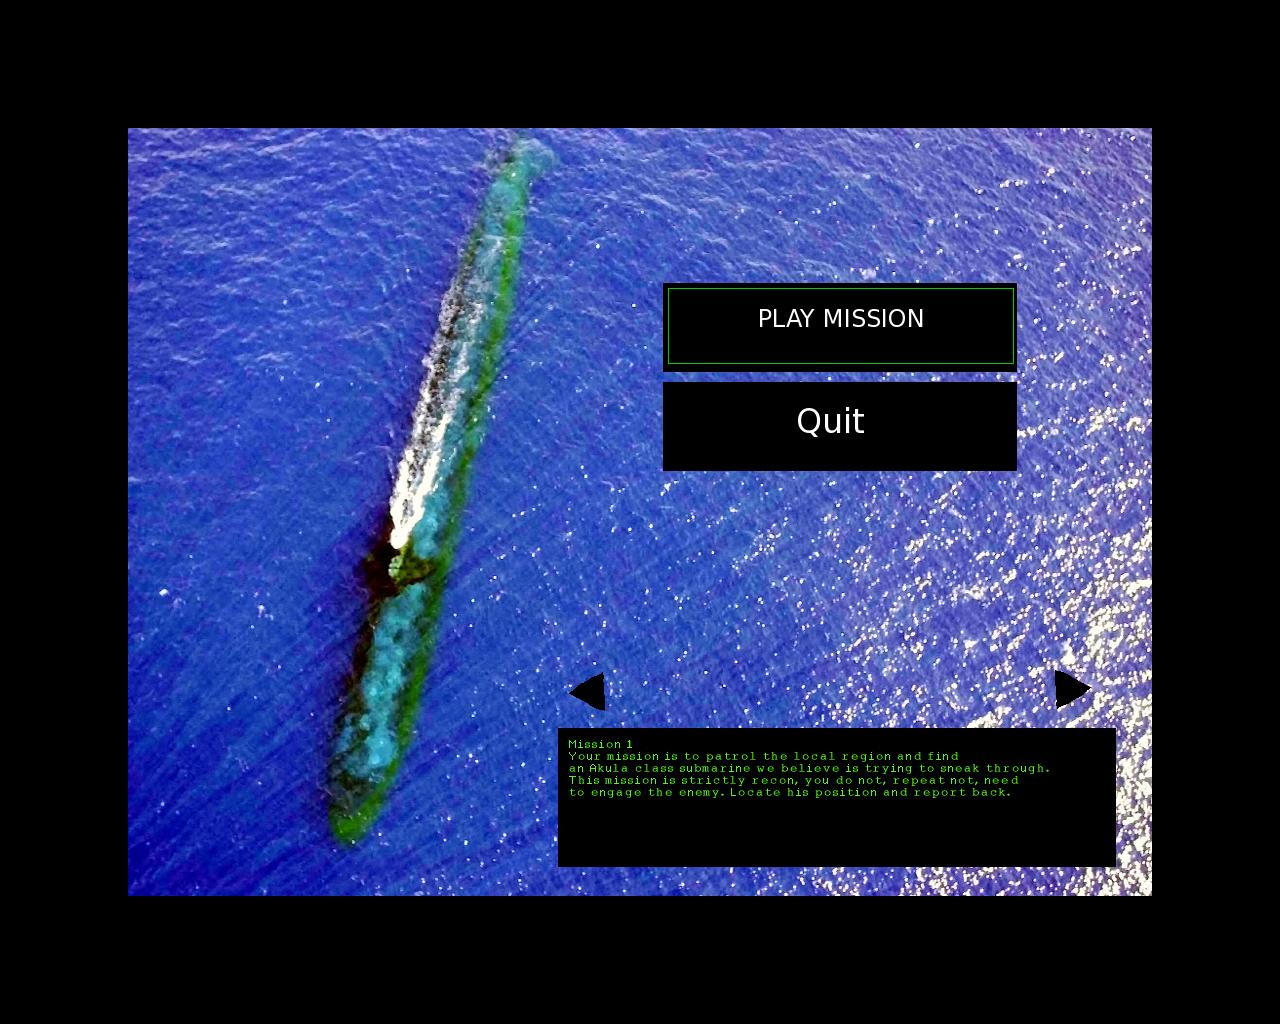 PLAY MISSION
Quit
Mission 1
Your mission is to patrol the local region and find
an Akula class submarine we believe is trying to sneak through.
This mission is strictly recon, you do not, repeat not, need
to engage the enemy. Locate his position and report back.